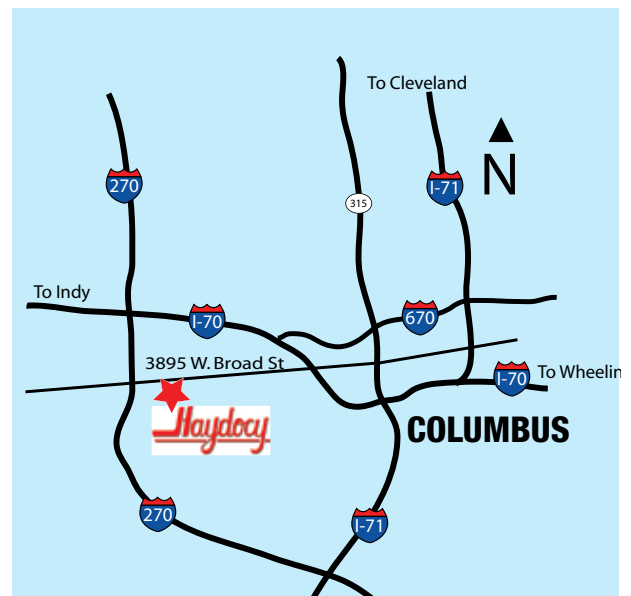 To Cleveland
270
I-71
N
315
To Indy
I-70
670
3895 W. Broad St
To Wheelin
I-70
Haydocy
COLUMBUS
270
I-71